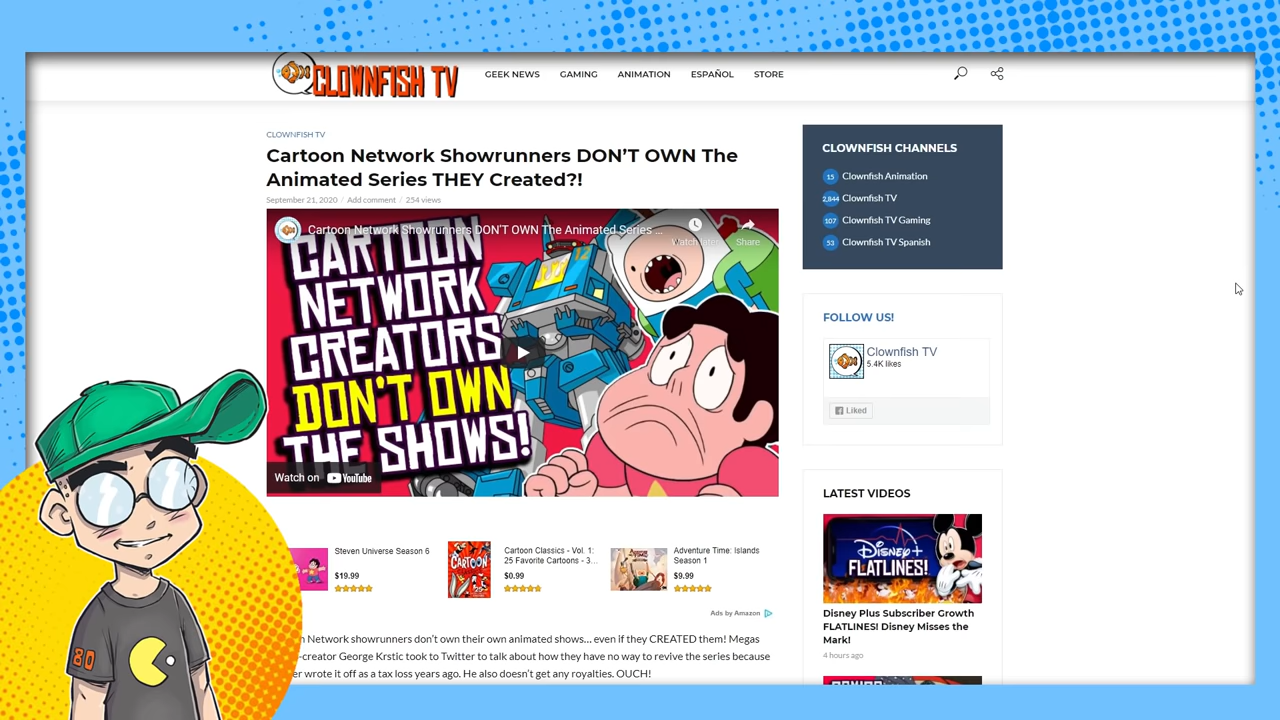 CLOWNFISH TV
GEEK NEWS GAMING ANIMATION ESPAÑOL STORE
CLOWNFISH TV
Cartoon Network Showrunners DON'T OWN The
Animated Series THEY Created?!
September 21, 2020 / Add comment / 254 views
Cartoon Network Showrunners DON'T OWN The Animated Series ...
Watch later
Share
12
CARTOON
NETWORK
CREATORS
DON'T OWN
THE SHOWS!
Watch on YouTube
Steven Universe Season 6
$19.99
Cartoon Classics - Vol. 1:
25 Favorite Cartoons - 3...
$0.99
Adventure Time: Islands
Season 1
$9.99
Ads by Amazon
Network showrunners don't own their own animated shows... even if they CREATED them! Megas
-creator George Krstic took to Twitter to talk about how they have no way to revive the series because
wrote it off as a tax loss years ago. He also doesn't get any royalties. OUCH!
CLOWNFISH CHANNELS
15 Clownfish Animation
2,844 Clownfish TV
107 Clownfish TV Gaming
53 Clownfish TV Spanish
FOLLOW US!
Clownfish TV
5.4K likes
Liked
LATEST VIDEOS
Disney+
FLATLINES!
Disney Plus Subscriber Growth
FLATLINES! Disney Misses the
Mark!
4 hours ago
80